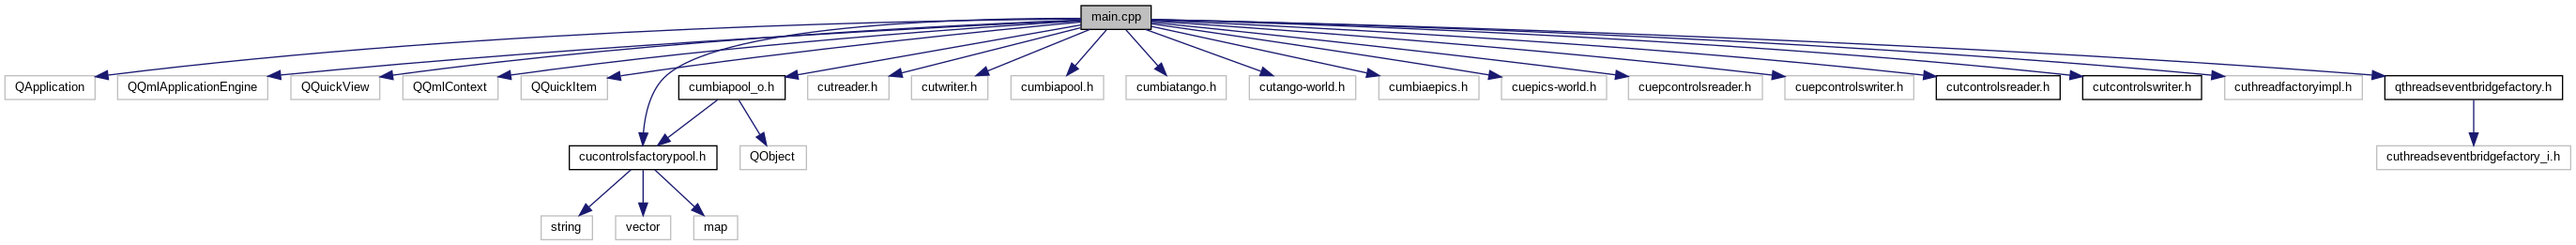 main.cpp
QApplication
QQmlApplicationEngine
QQuickView
QQmlContext
QQuickItem
cumbiapool_o.h
cutreader.h
cutwriter.h
cumbiapool.h
cumbiatango.h
cutango-world.h
cumbiaepics.h
cuepics-world.h
cuepcontrolsreader.h
cuepcontrolswriter.h
cutcontrolsreader.h
cutcontrolswriter.h
cuthreadfactoryimpl.h
qthreadseventbridgefactory.h
cucontrolsfactorypool.h
QObject
cuthreadseventbridgefactory_i.h
string
vector
map